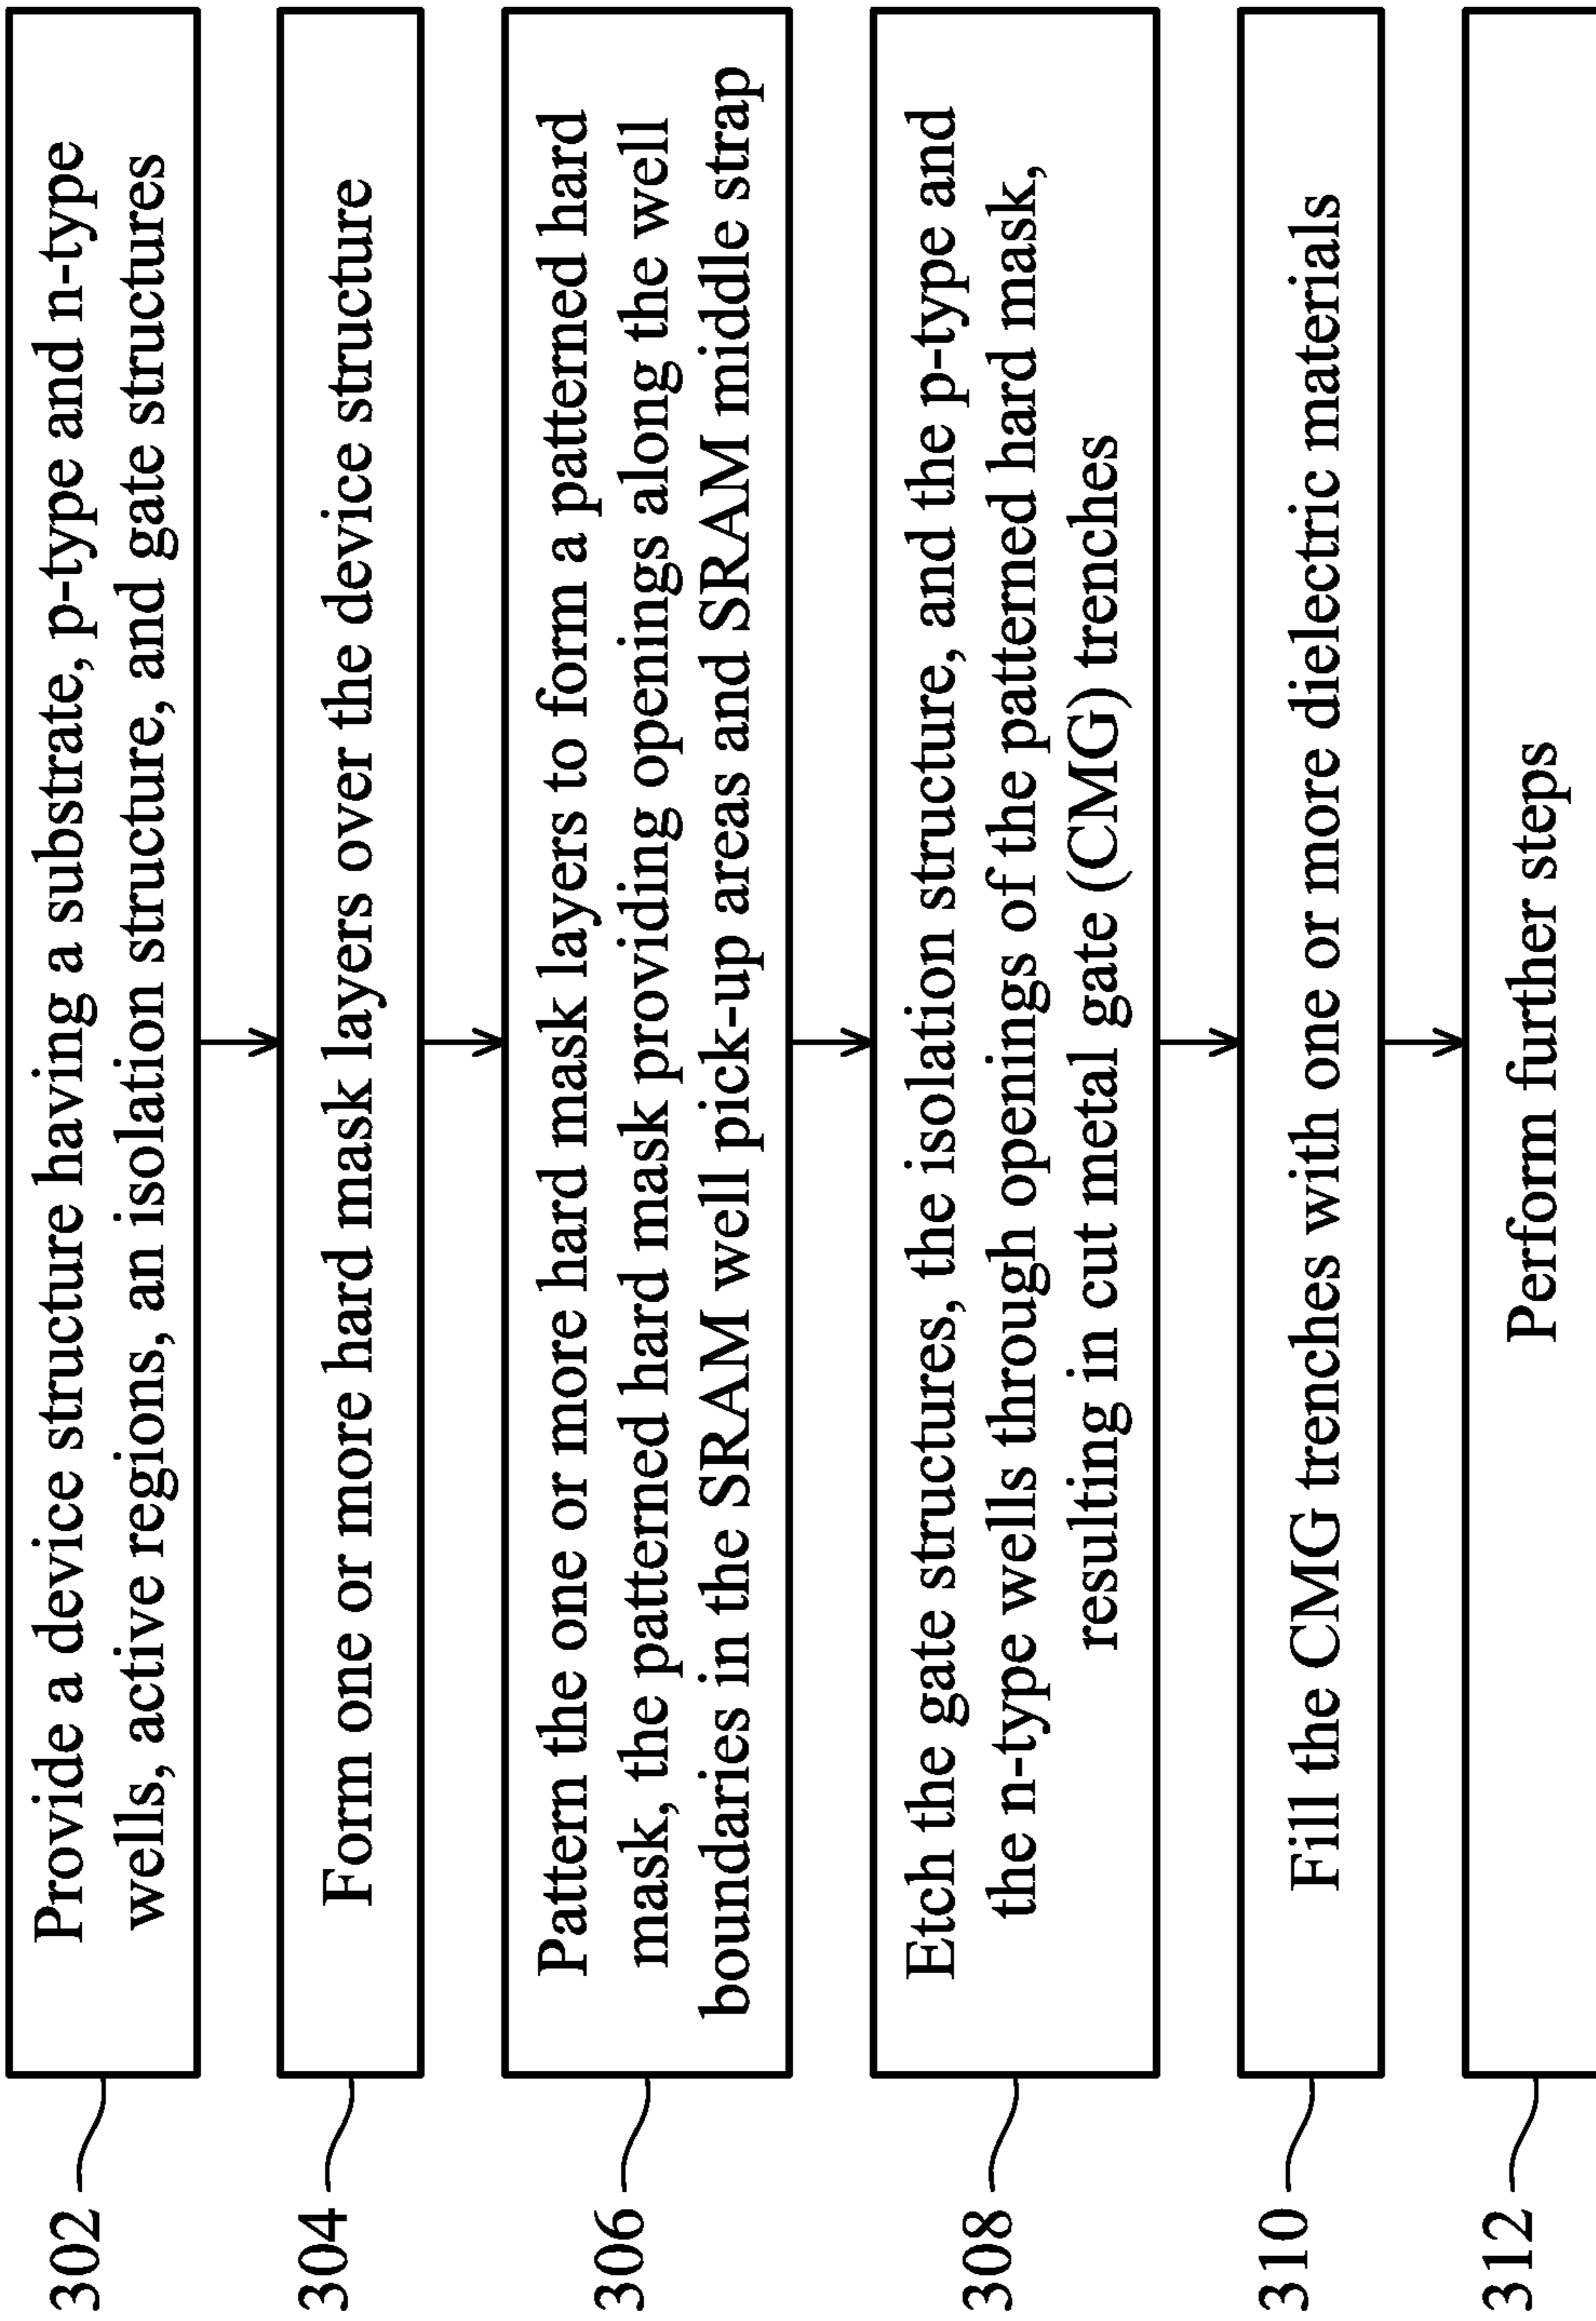 302
Provide a device structure having a substrate, p-type and n-type
wells, active regions, an isolation structure, and gate structures
304
Form one or more hard mask layers over the device structure
306
Pattern the one or more hard mask layers to form a patterned hard
mask, the patterned hard mask providing openings along the well
boundaries in the SRAM well pick-up areas and SRAM middle strap
308
Etch the gate structures, the isolation structure, and the p-type and
the n-type wells through openings of the patterned hard mask,
resulting in cut metal gate (CMG) trenches
310
Fill the CMG trenches with one or more dielectric materials
312
Perform further steps